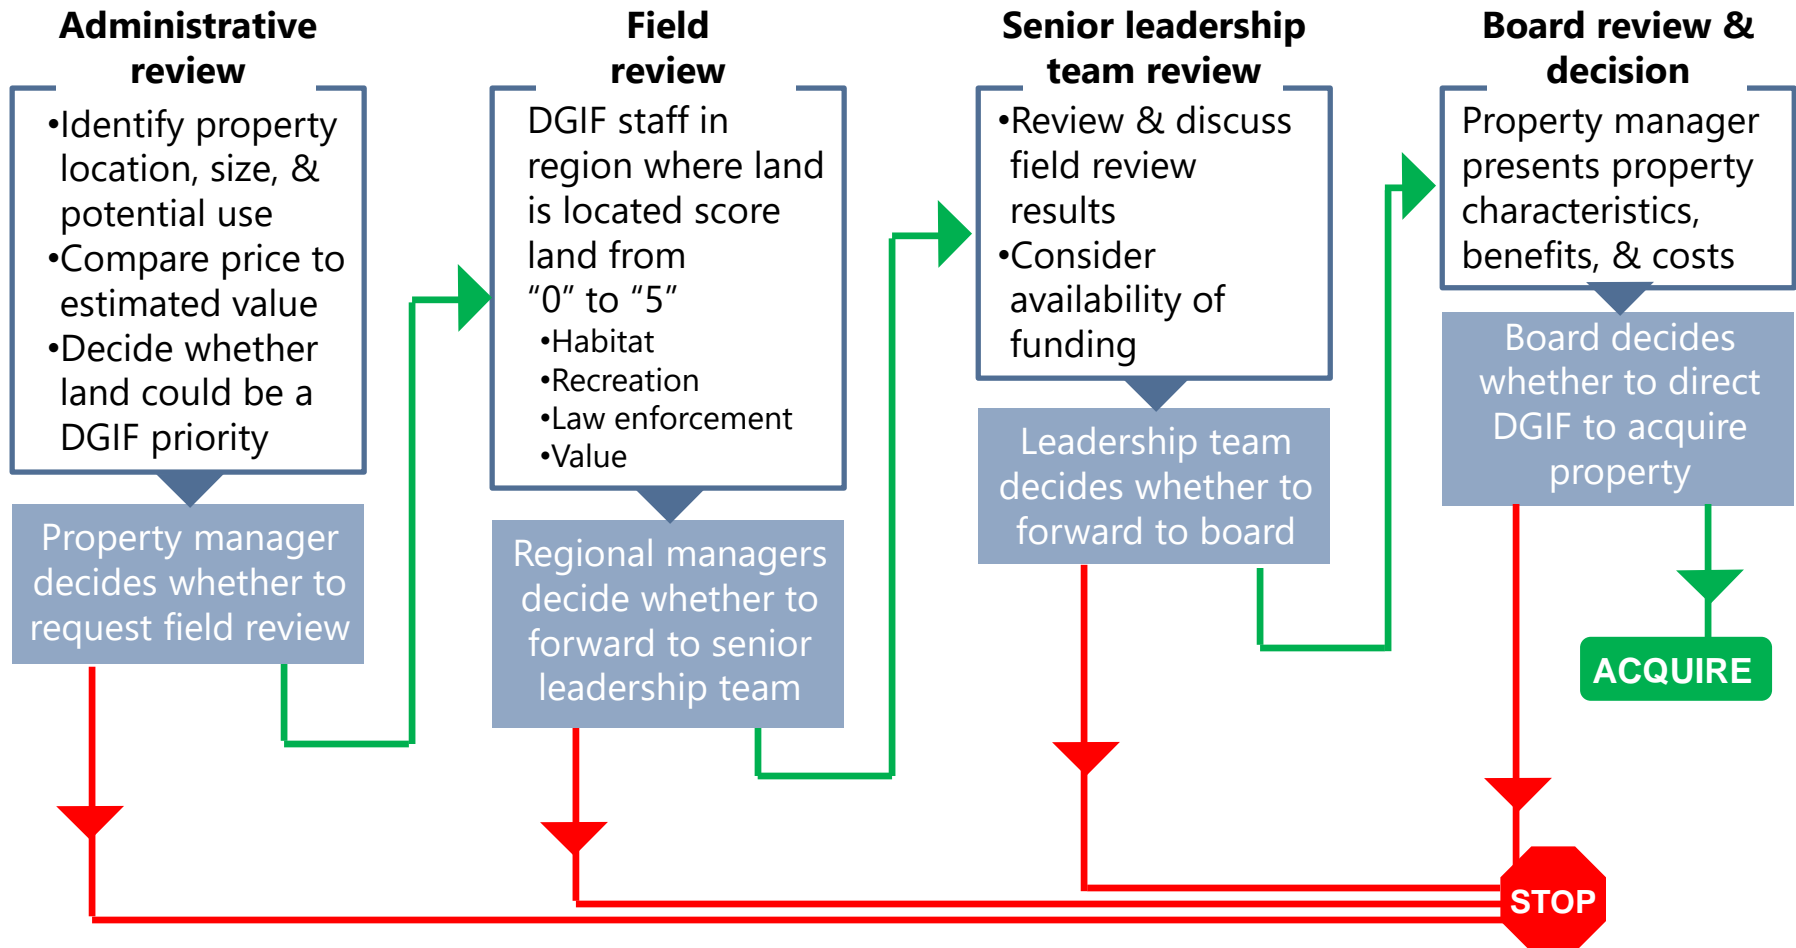 Administrative
review
•Identify property
location, size, &
potential use
•Compare price to
estimated value
•Decide whether
land could be a
DGIF priority
Property manager
decides whether to
request field review
Field
review
DGIF staff in
region where land
is located score
land from
“0” to “5”
•Habitat
•Recreation
•Law enforcement
•Value
Regional managers
decide whether to
forward to senior
leadership team
Senior leadership
team review
•Review & discuss
field review
results
•Consider
availability of
funding
Leadership team
decides whether to
forward to board
Board review &
decision
Property manager
presents property
characteristics,
benefits, & costs
Board decides
whether to direct
DGIF to acquire
property
ACQUIRE
STOP